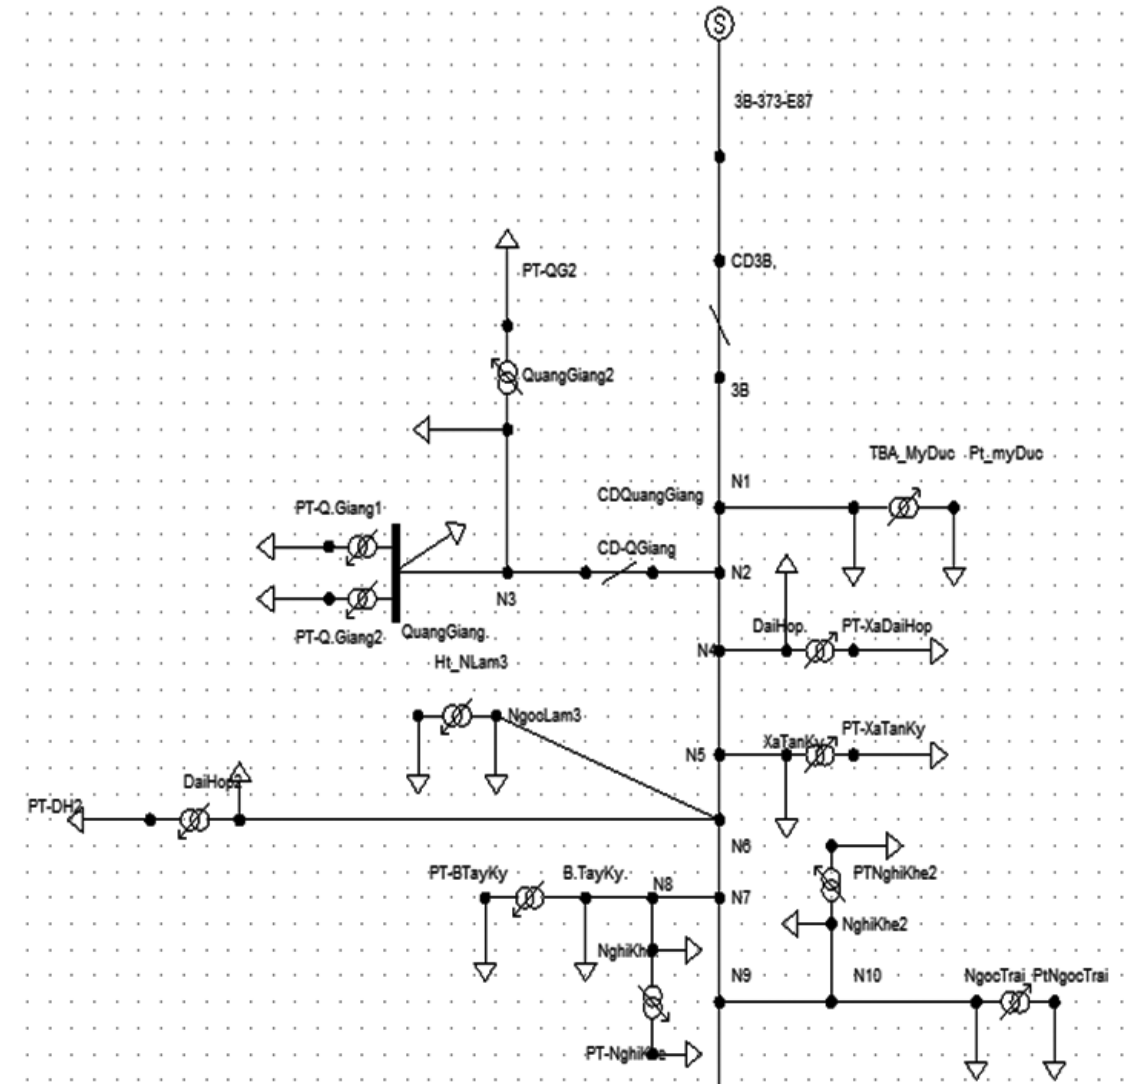 S
3B-373-E87
CD3B,
PT-QG2
QuangGiang2
3B
TBA_MyDuc Pt_myDuc
N1
CDQuangGiang
PT-Q.Giang1
CD-QGiang
N2
N3
PT-Q.Giang2
QuangGiang.
DaiHop.
PT-XaDaiHop
N4
Ht_NLam3
NgocLam3
PT-XaTanKy
XaTanKy
N5
DaiHop2
PT-DH2
N6
PT-BTayKy
B.TayKy.
N8
N7
PTNghiKhe2
NghiKhe2
N9
N10
NgocTrai
PtNgocTrai